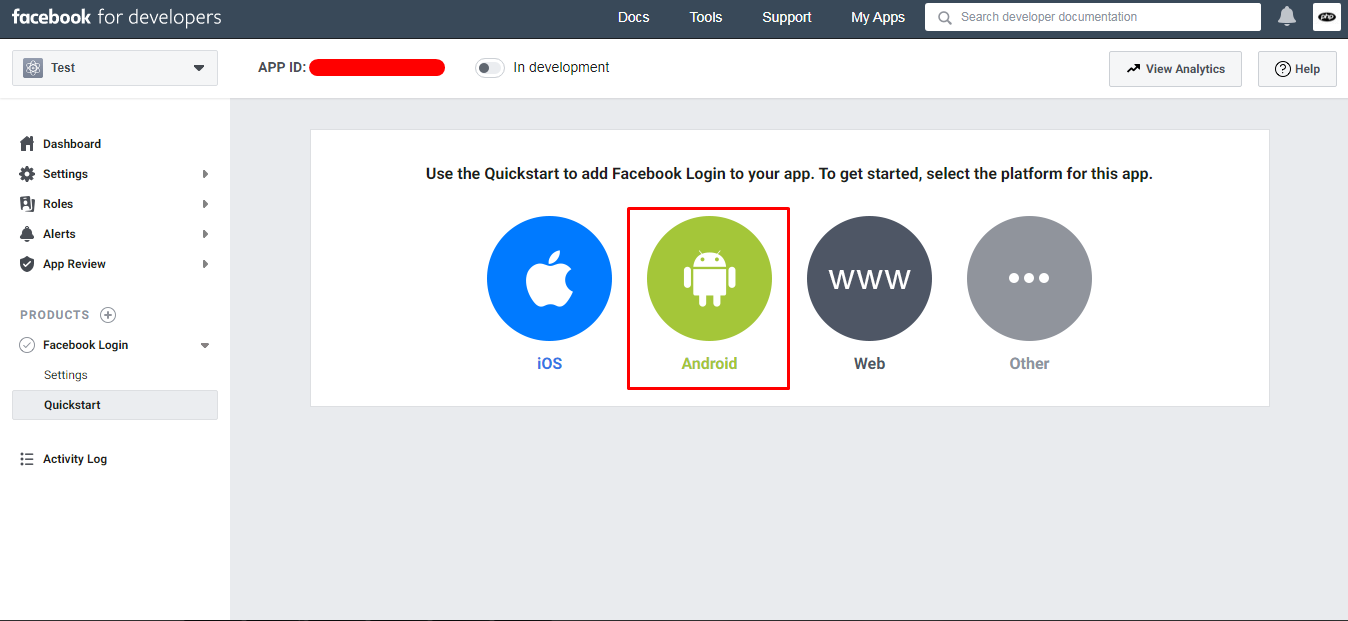 facebook for developers
Docs
Tools
Support
My Apps
Search developer documentation
php
Test
APP ID:
In development
View Analytics
? Help
Dashboard
Settings
Roles
Alerts
App Review
PRODUCTS
Facebook Login
Settings
Quickstart
Activity Log
Use the Quickstart to add Facebook Login to your app. To get started, select the platform for this app.
WWW
iOS
Android
Web
Other